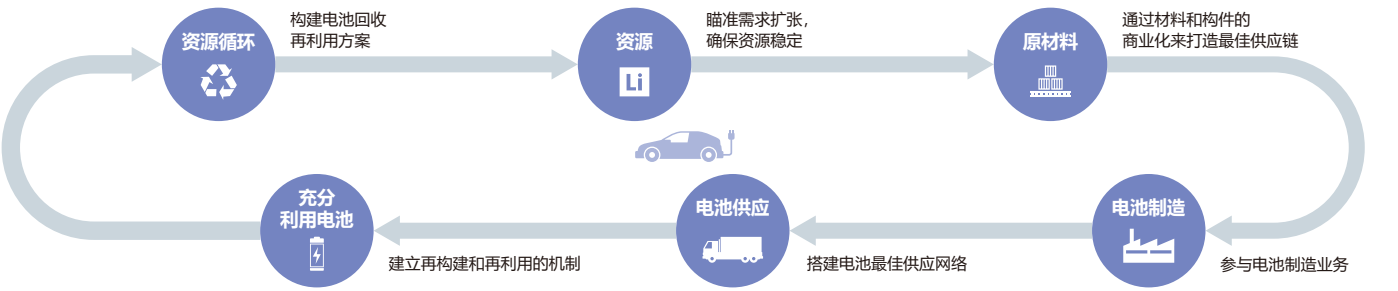 资源循环
构建电池回收
再利用方案
资源
Li
瞄准需求扩张，
确保资源稳定
原材料
通过材料和构件的
商业化来打造最佳供应链
电池制造
参与电池制造业务
电池供应
搭建电池最佳供应网络
充分
利用电池
建立再构建和再利用的机制